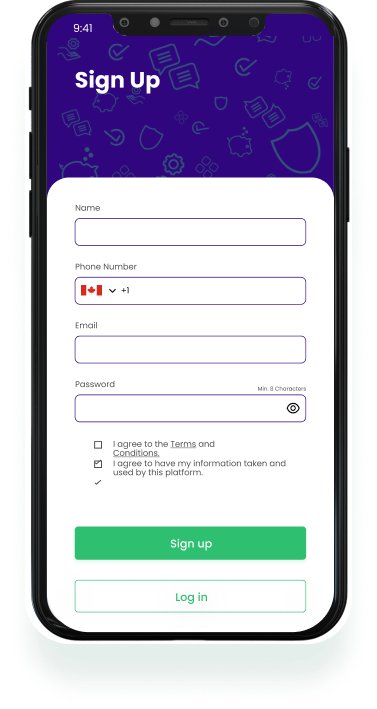 9:41
Sign Up
Name
Phone Number
+1
Email
Password
Min. 8 Characters
I agree to the Terms and
Conditions.
I agree to have my information taken and
used by this platform.
Sign up
Log in